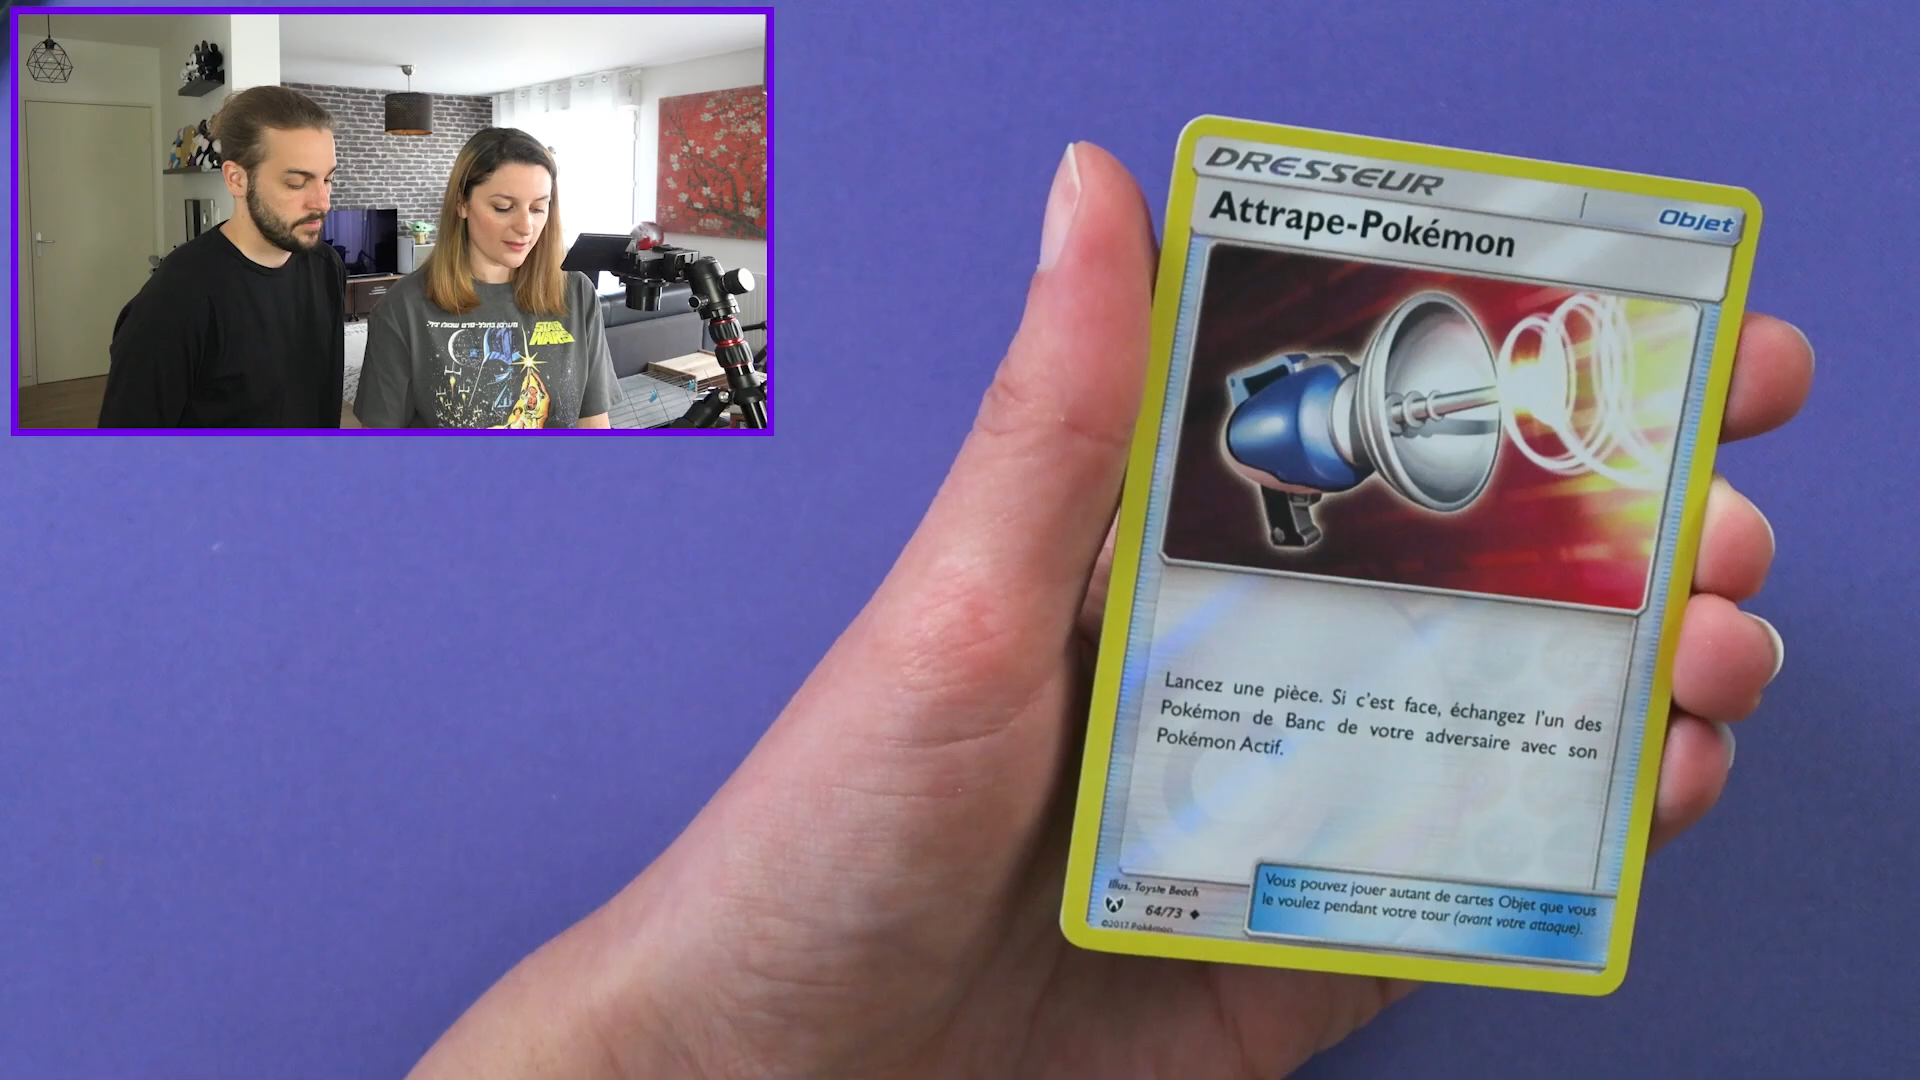 STAR
WARS
DRESSEUR
Objet
Attrape-Pokémon
Lancez une pièce. Si c'est face, échangez l'un des
Pokémon de Banc de votre adversaire avec son
Pokémon Actif.
Vous pouvez jouer autant de cartes Objet que vous
le voulez pendant votre tour (avant votre attaque).
Illus. Toyste Beach
64/73
©2017 Pokémon